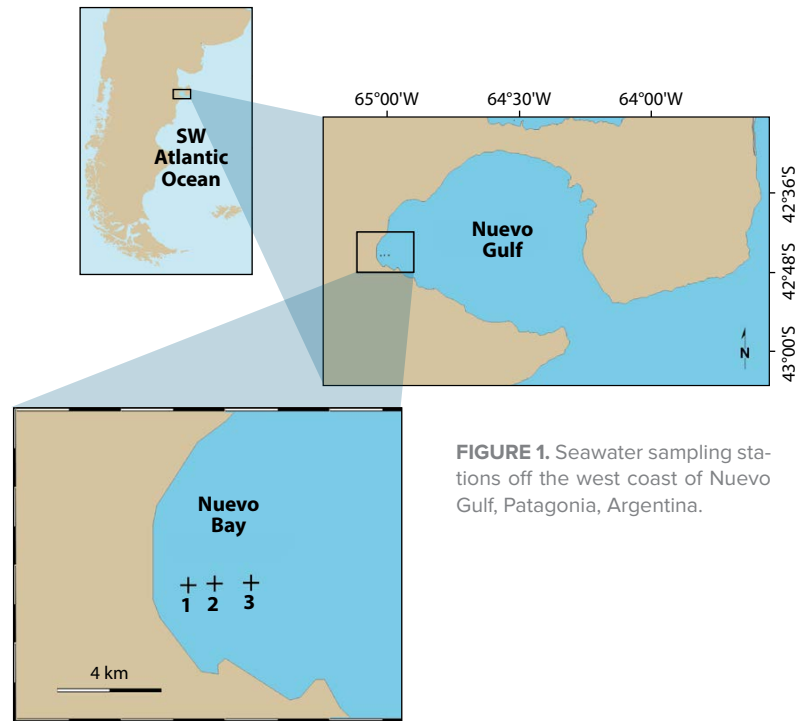 SW
Atlantic
Ocean
65°00'W 64°30'W 64°00'W
Nuevo
Gulf
42°36'S
42°48'S
43°00'S
N
Nuevo
Bay
1 2 3
4 km
FIGURE 1. Seawater sampling sta-
tions off the west coast of Nuevo
Gulf, Patagonia, Argentina.